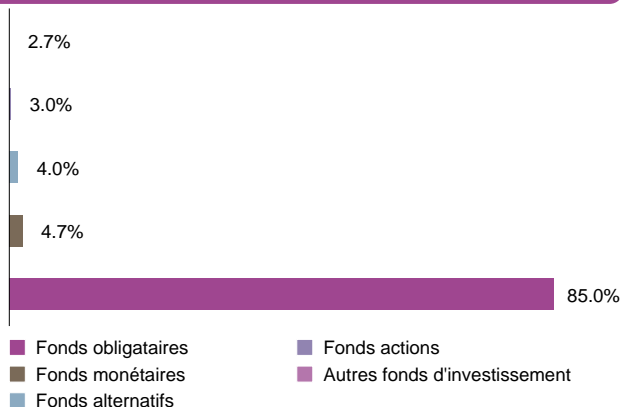 2.7%
3.0%
4.0%
4.7%
85.0%
Fonds obligataires
Fonds monétaires
Fonds alternatifs
Fonds actions
Autres fonds d'investissement